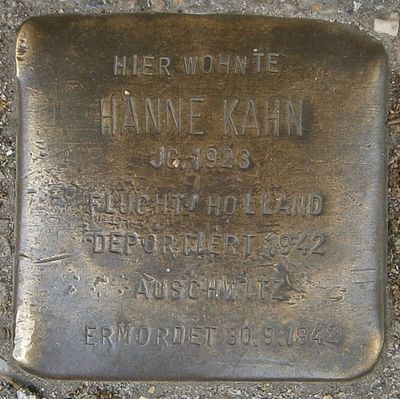 HIER WOHNTE
HANNE KAHN
JG. 1923
FLUCHT/HOLLAND
DEPORTIERT 1942
AUSCHWITZ
ERMORDET 30.9.1942